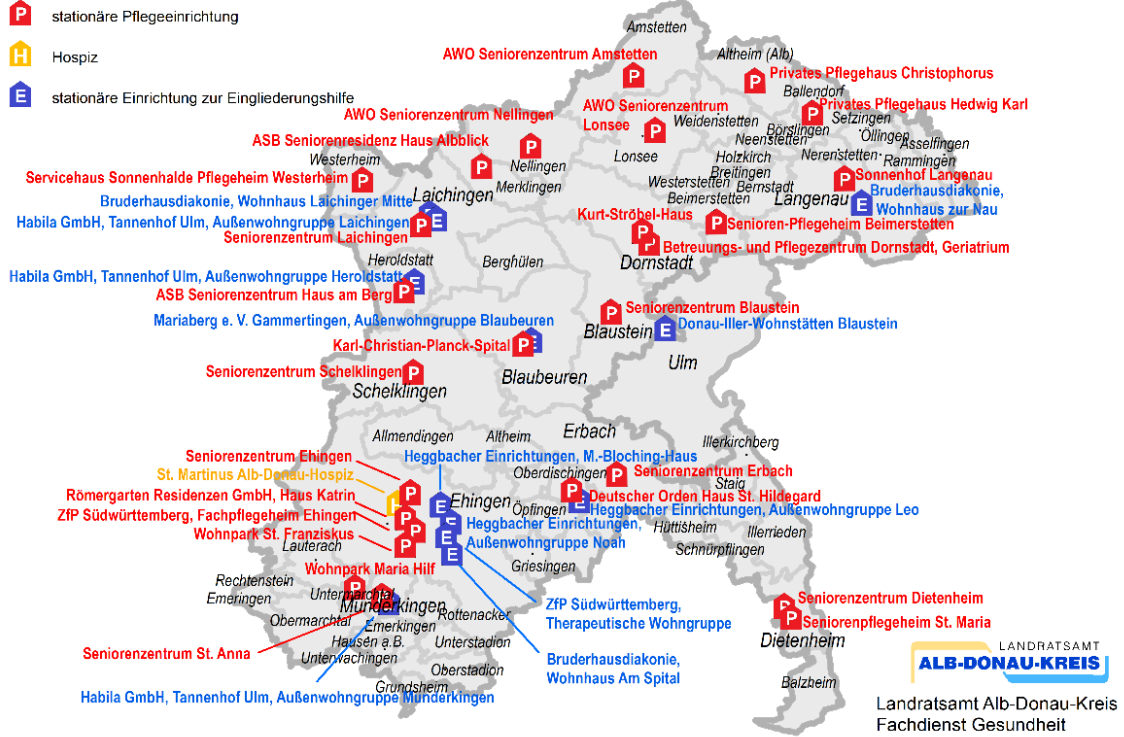 P stationäre Pflegeeinrichtung
H Hospiz
E stationäre Einrichtung zur Eingliederungshilfe
Amstetten
AWO Seniorenzentrum Amstetten
Altheim (Alb)
P
P Privates Pflegehaus Christophorus
Ballendorf
AWO Seniorenzentrum Nellingen
AWO Seniorenzentrum
Lonsee
P
Weidenstetten
P Privates Pflegehaus Hedwig Karl
Setzingen
Börslingen
Öllingen
Neenstetten
Asselfingen
ASB Seniorenresidenz Haus Albblick
P
Nellingen
Lonsee
Holzkirch
Breitingen
Nerenstetten
Rammingen
Westerheim
P
Merklingen
Servicehaus Sonnenhalde Pflegeheim Westerheim P
Laichingen
Westerstetten
Bernstadt
Beimerstetten
P Sonnenhof Langenau
Langenau
E Bruderhausdiakonie,
Wohnhaus zur Nau
Bruderhausdiakonie, Wohnhaus Laichinger Mitte
Habila GmbH, Tannenhof Ulm, Außenwohngruppe Laichingen E
Seniorenzentrum Laichingen P
Kurt-Ströbel-Haus
P
P Senioren-Pflegeheim Beimerstetten
P Betreuungs- und Pflegezentrum Dornstadt, Geriatrium
Dornstadt
Heroldstatt
Berghülen
Habila GmbH, Tannenhof Ulm, Außenwohngruppe Heroldstatt E
ASB Seniorenzentrum Haus am Berg P
Mariaberg e. V. Gammertingen, Außenwohngruppe Blaubeuren
P Seniorenzentrum Blaustein
Blaustein
E Donau-Iller-Wohnstätten Blaustein
Karl-Christian-Planck-Spital P E
Ulm
Seniorenzentrum Schelklingen P
Blaubeuren
Schelklingen
Allmendingen
Altheim
Erbach
Illerkirchberg
Seniorenzentrum Ehingen
Heggbacher Einrichtungen, M.-Bloching-Haus
St. Martinus Alb-Donau-Hospiz
Oberdischingen
P Seniorenzentrum Erbach
Staig
Römergarten Residenzen GmbH, Haus Katrin
H
P
E
Ehingen
P Deutscher Orden Haus St. Hildegard
ZfP Südwürttemberg, Fachpflegeheim Ehingen
P
Öpfingen
E Heggbacher Einrichtungen, Außenwohngruppe Leo
Heggbacher Einrichtungen,
Außenwohngruppe Noah
Hüttisheim
Illerrieden
Wohnpark St. Franziskus
P
P
E
E
Schnürpflingen
Lauterach
Griesingen
Wohnpark Maria Hilf
Rechtenstein
P
Emeringen
Untermarchtal
Munderkingen
Obermarchtal
Rottenacker
Emerkingen
ZfP Südwürttemberg,
Therapeutische Wohngruppe
P Seniorenzentrum Dietenheim
P Seniorenpflegeheim St. Maria
Dietenheim
Hausen a.B.
Unterstadion
Seniorenzentrum St. Anna
Unterwachingen
Oberstadion
Bruderhausdiakonie,
Wohnhaus Am Spital
Grundsheim
Balzheim
Habila GmbH, Tannenhof Ulm, Außenwohngruppe Munderkingen
LANDRATSAMT
ALB-DONAU-KREIS
Landratsamt Alb-Donau-Kreis
Fachdienst Gesundheit